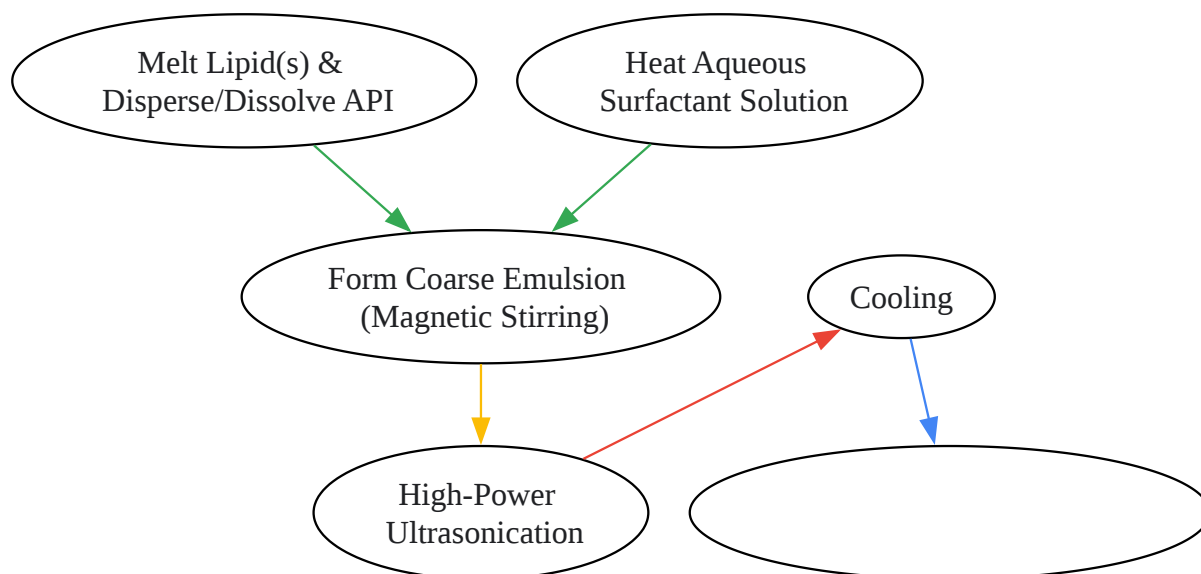 Melt Lipid(s) &
Disperse/Dissolve API
Heat Aqueous
Surfactant Solution
Form Coarse Emulsion
(Magnetic Stirring)
Cooling
High-Power
Ultrasonication